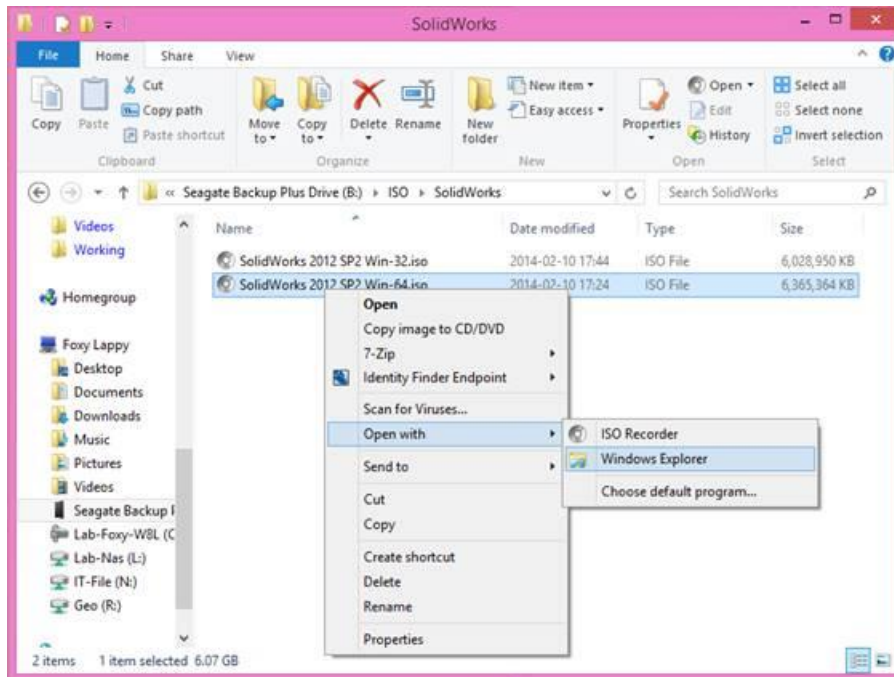 SolidWorks
File Home Share View
Copy
Paste
Cut
Copy path
Paste shortcut
Clipboard
Move to
Copy to
Delete
Rename
Organize
New folder
New item
Easy access
New
Properties
Open
Edit
History
Open
Select all
Select none
Invert selection
Select
« Seagate Backup Plus Drive (B:) ISO SolidWorks
Search SolidWorks
Videos
Working
Homegroup
Foxy Lappy
Desktop
Documents
Downloads
Music
Pictures
Videos
Seagate Backup P
Lab-Foxy-W8L (C
Lab-Nas (L:)
IT-File (N:)
Geo (R:)
Name Date modified Type Size
SolidWorks 2012 SP2 Win-32.iso 2014-02-10 17:44 ISO File 6,028,950 KB
SolidWorks 2012 SP2 Win-64.iso 2014-02-10 17:24 ISO File 6,365,364 KB
Open
Copy image to CD/DVD
7-Zip
Identity Finder Endpoint
Scan for Viruses...
Open with
Send to
Cut
Copy
Create shortcut
Delete
Rename
Properties
ISO Recorder
Windows Explorer
Choose default program...
2 items 1 item selected 6.07 GB